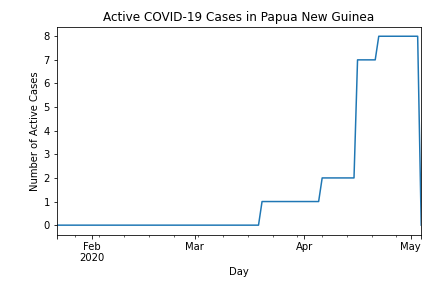 Active COVID-19 Cases in Papua New Guinea
Number of Active Cases
8
7
6
5
4
3
2
1
0
Feb Mar Apr May
2020
Day